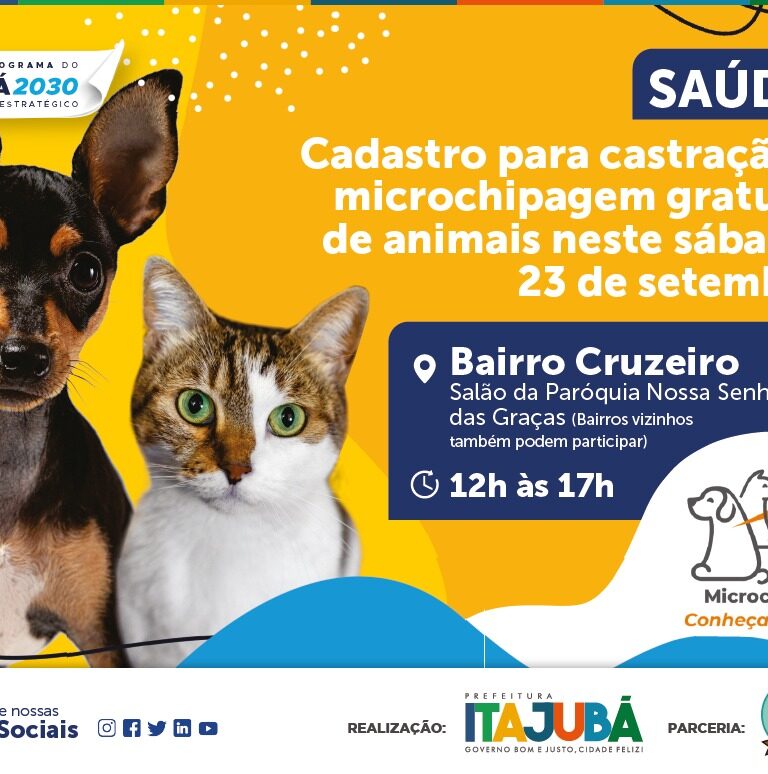 OGRAMA DO
Á2030
ESTRATÉGICO
SAÚD
Cadastro para castraçã
microchipagem gratu
de animais neste sába
23 de setemb
Bairro Cruzeiro
Salão da Paróquia Nossa Senh
das Graças (Bairros vizinhos
também podem participar)
12h às 17h
Microc
Conheça
e nossas
Sociais
REALIZAÇÃO:
PREFEITURA
ITAJUBÁ
GOVERNO BOM E JUSTO, CIDADE FELIZ!
PARCERIA: